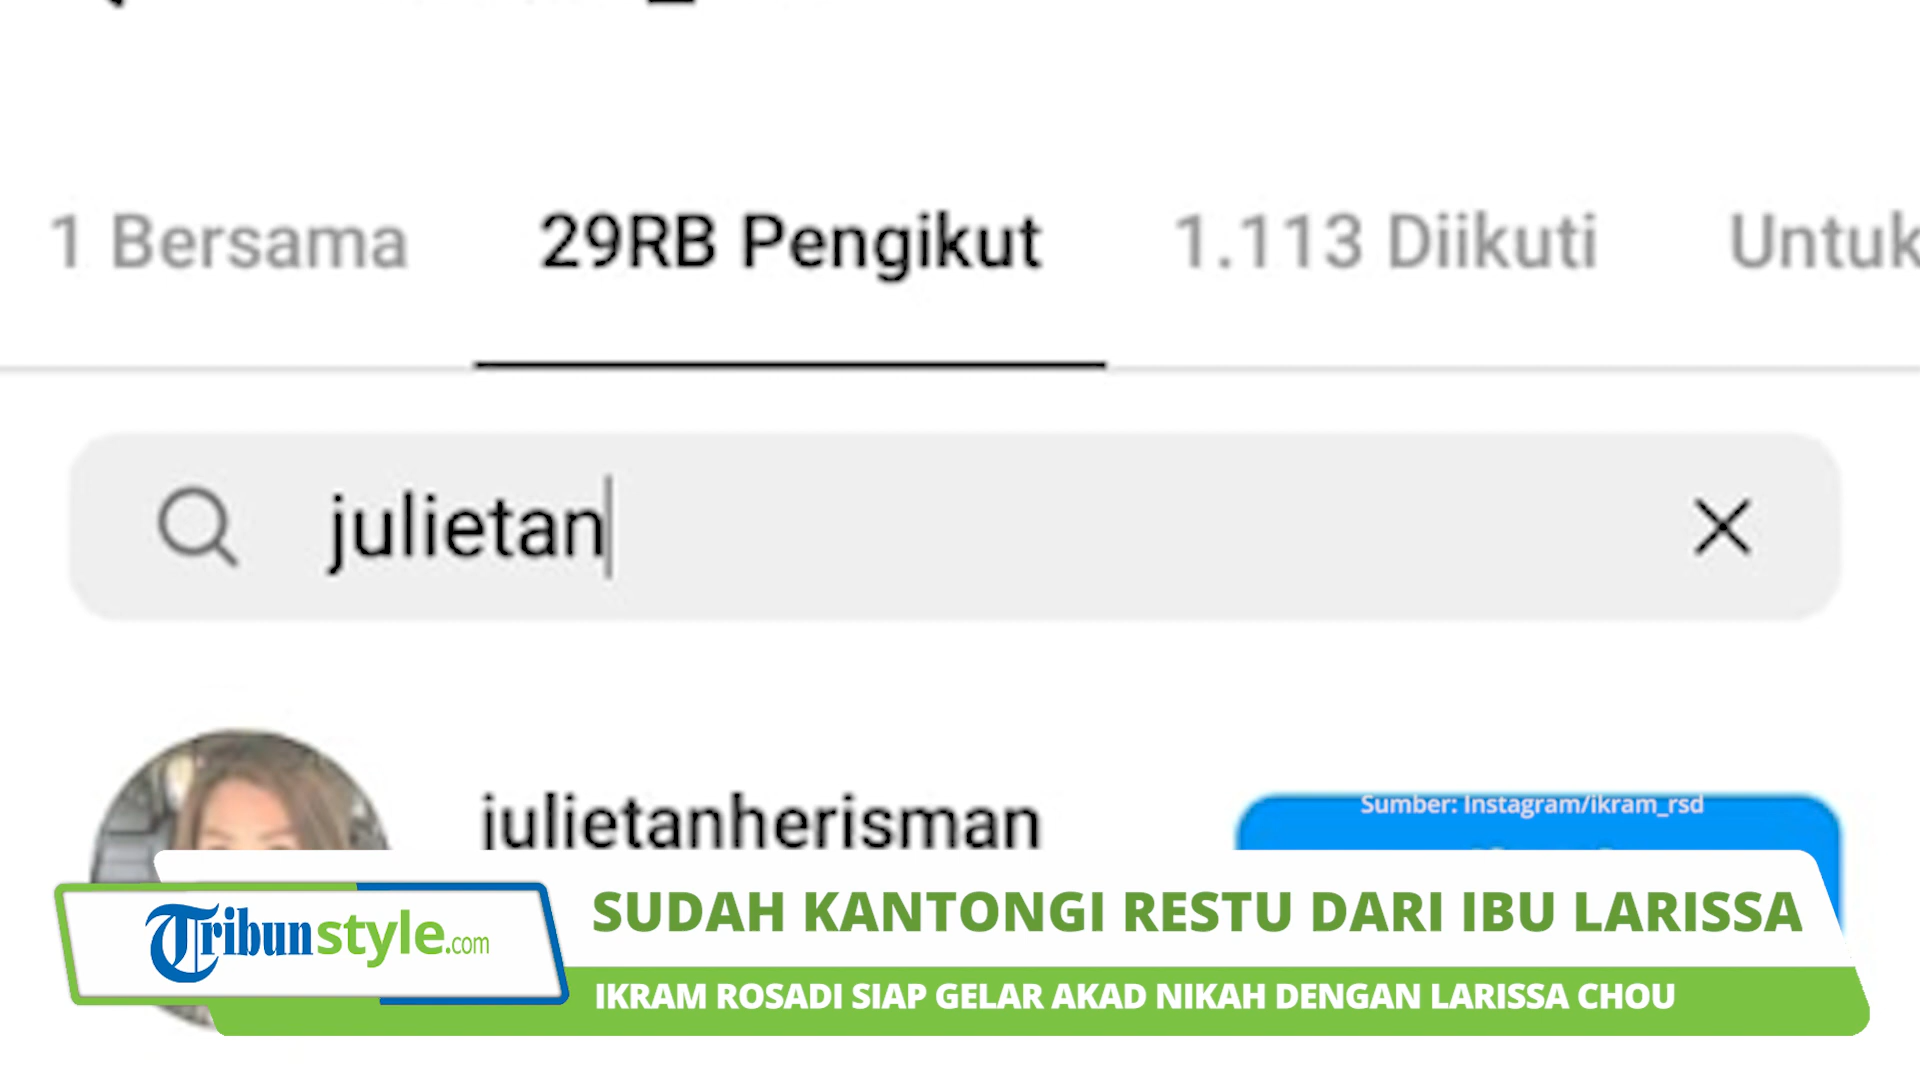 1 Bersama 29RB Pengikut 1.113 Diikuti Untuk
julietan
julietanherisman
Sumber: Instagram/ikram_rsd
Tribunstyle.com
SUDAH KANTONGI RESTU DARI IBU LARISSA
IKRAM ROSADI SIAP GELAR AKAD NIKAH DENGAN LARISSA CHOU